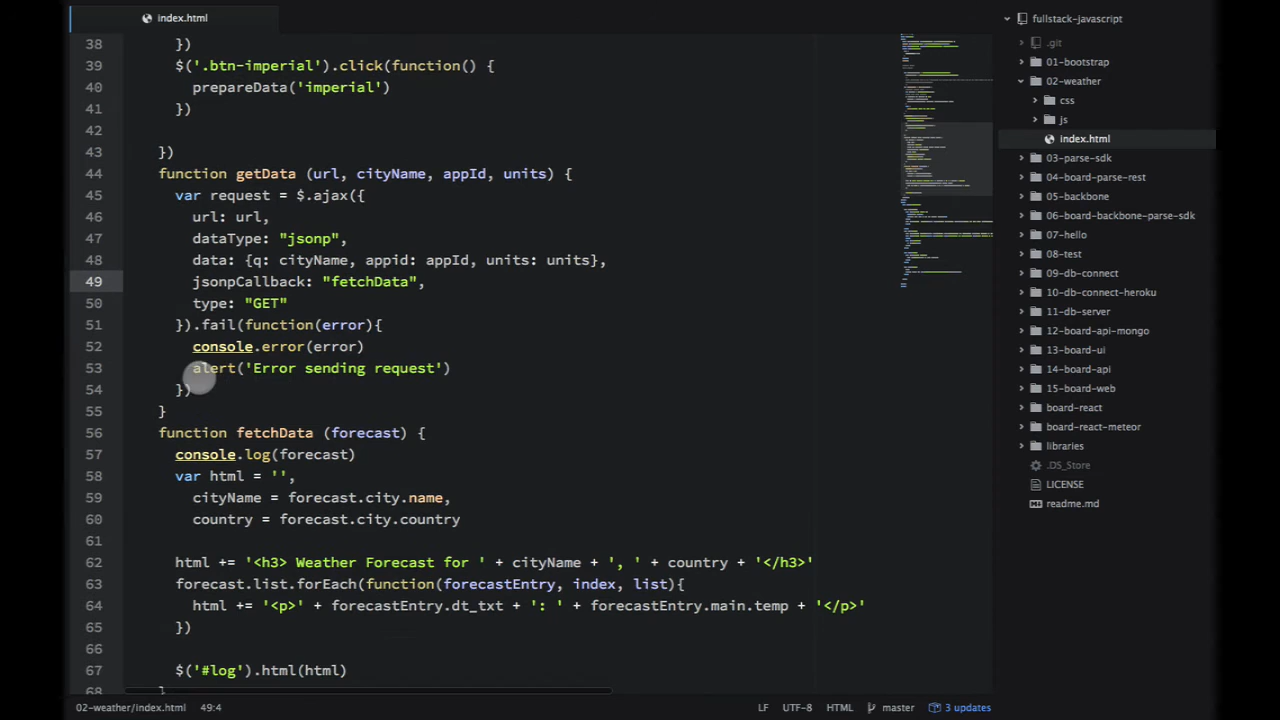 index.html
38 })
39 $('.btn-imperial').click(function() {
40 prepareData('imperial')
41 })
42
43 })
44 function getData (url, cityName, appId, units) {
45 var request = $.ajax({
46 url: url,
47 dataType: "jsonp",
48 data: {q: cityName, appid: appId, units: units},
49 jsonpCallback: "fetchData",
50 type: "GET"
51 }).fail(function(error){
52 console.error(error)
53 alert('Error sending request')
54 })
55 }
56 function fetchData (forecast) {
57 console.log(forecast)
58 var html = '',
59 cityName = forecast.city.name,
60 country = forecast.city.country
61
62 html += '<h3> Weather Forecast for ' + cityName + ', ' + country + '</h3>'
63 forecast.list.forEach(function(forecastEntry, index, list){
64 html += '<p>' + forecastEntry.dt_txt + ': ' + forecastEntry.main.temp + '</p>'
65 })
66
67 $('#log').html(html)
68 }
fullstack-javascript
.git
01-bootstrap
02-weather
css
js
index.html
03-parse-sdk
04-board-parse-rest
05-backbone
06-board-backbone-parse-sdk
07-hello
08-test
09-db-connect
10-db-connect-heroku
11-db-server
12-board-api-mongo
13-board-ui
14-board-api
15-board-web
board-react
board-react-meteor
libraries
.DS_Store
LICENSE
readme.md
02-weather/index.html 49:4 LF UTF-8 HTML master 3 updates